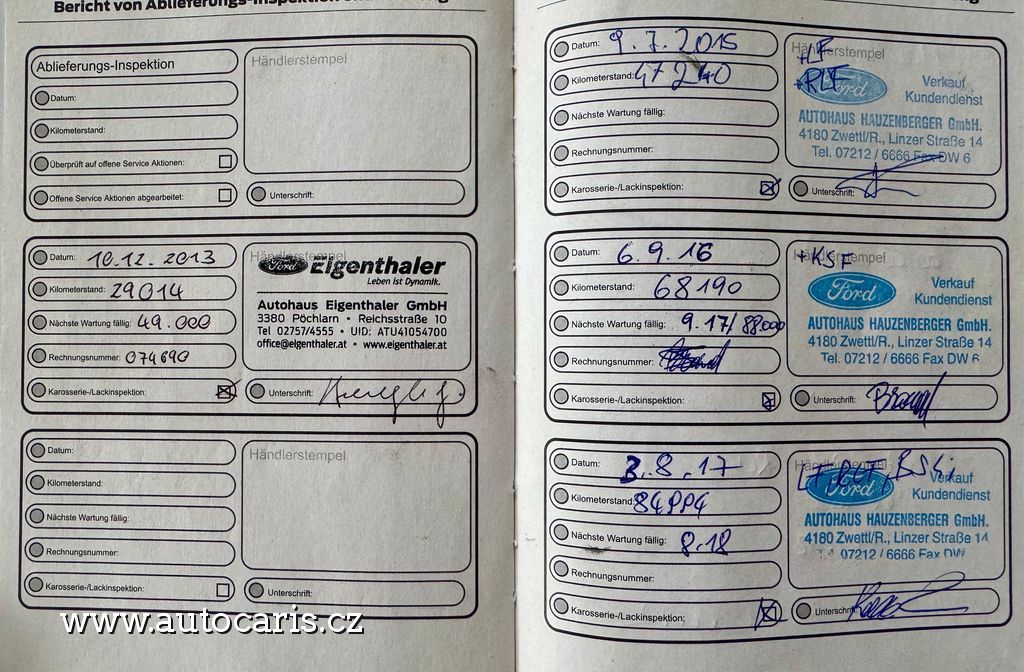 Bericht von Ablieferungs-Inspektion
Ablieferungs-Inspektion
Händlerstempel
Datum:
Kilometerstand:
Überprüft auf offene Service Aktionen:
Offene Service Aktionen abgearbeitet:
Unterschrift:
Datum: 10.12.2013
Kilometerstand: 29014
Nächste Wartung fällig: 49.000
Rechnungsnummer: 074690
Karosserie-/Lackinspektion:
Händlerstempel
Ford Eigenthaler
Leben ist Dynamik.
Autohaus Eigenthaler GmbH
3380 Pöchlarn • Reichsstraße 10
Tel 02757/4555 • UID: ATU41054700
office@eigenthaler.at • www.eigenthaler.at
Unterschrift:
Datum:
Kilometerstand:
Nächste Wartung fällig:
Rechnungsnummer:
Karosserie-/Lackinspektion:
Händlerstempel
Unterschrift:
Datum: 9.7.2015
Kilometerstand: 47240
Nächste Wartung fällig:
Rechnungsnummer:
Karosserie-/Lackinspektion:
Händlerstempel
+LF
+RLF
Ford
Verkauf
Kundendienst
AUTOHAUS HAUZENBERGER GmbH.
4180 Zwettl/R., Linzer Straße 14
Tel. 07212 / 6666 Fax DW 6
Unterschrift:
Datum: 6.9.16
Kilometerstand: 68190
Nächste Wartung fällig: 9.17/88.000
Rechnungsnummer:
Karosserie-/Lackinspektion:
Händlerstempel
+KSF
Ford
Verkauf
Kundendienst
AUTOHAUS HAUZENBERGER GmbH.
4180 Zwettl/R., Linzer Straße 14
Tel. 07212 / 6666 Fax DW 6
Unterschrift:
Datum: 3.8.17
Kilometerstand:
Nächste Wartung fällig: 8.18
Rechnungsnummer:
Karosserie-/Lackinspektion:
Händlerstempel
Ford
Verkauf
Kundendienst
AUTOHAUS HAUZENBERGER GmbH.
4180 Zwettl/R., Linzer Straße 14
07212 / 6666 Fax DW
Unterschrift:
www.autocaris.cz